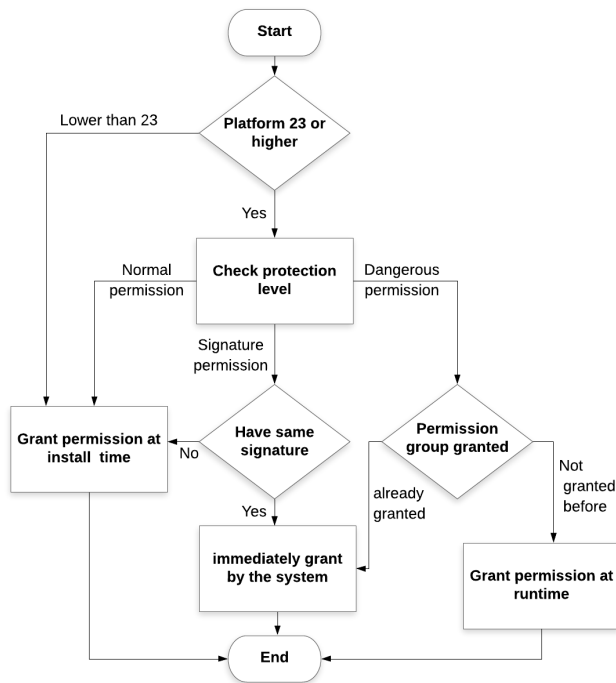 Start
Lower than 23
Platform 23 or
higher
Yes
Normal
permission
Check protection
level
Dangerous
permission
Signature
permission
Grant permission at
install time
No
Have same
signature
Permission
group granted
Not
granted
before
already
granted
Yes
immediately grant
by the system
Grant permission at
runtime
End